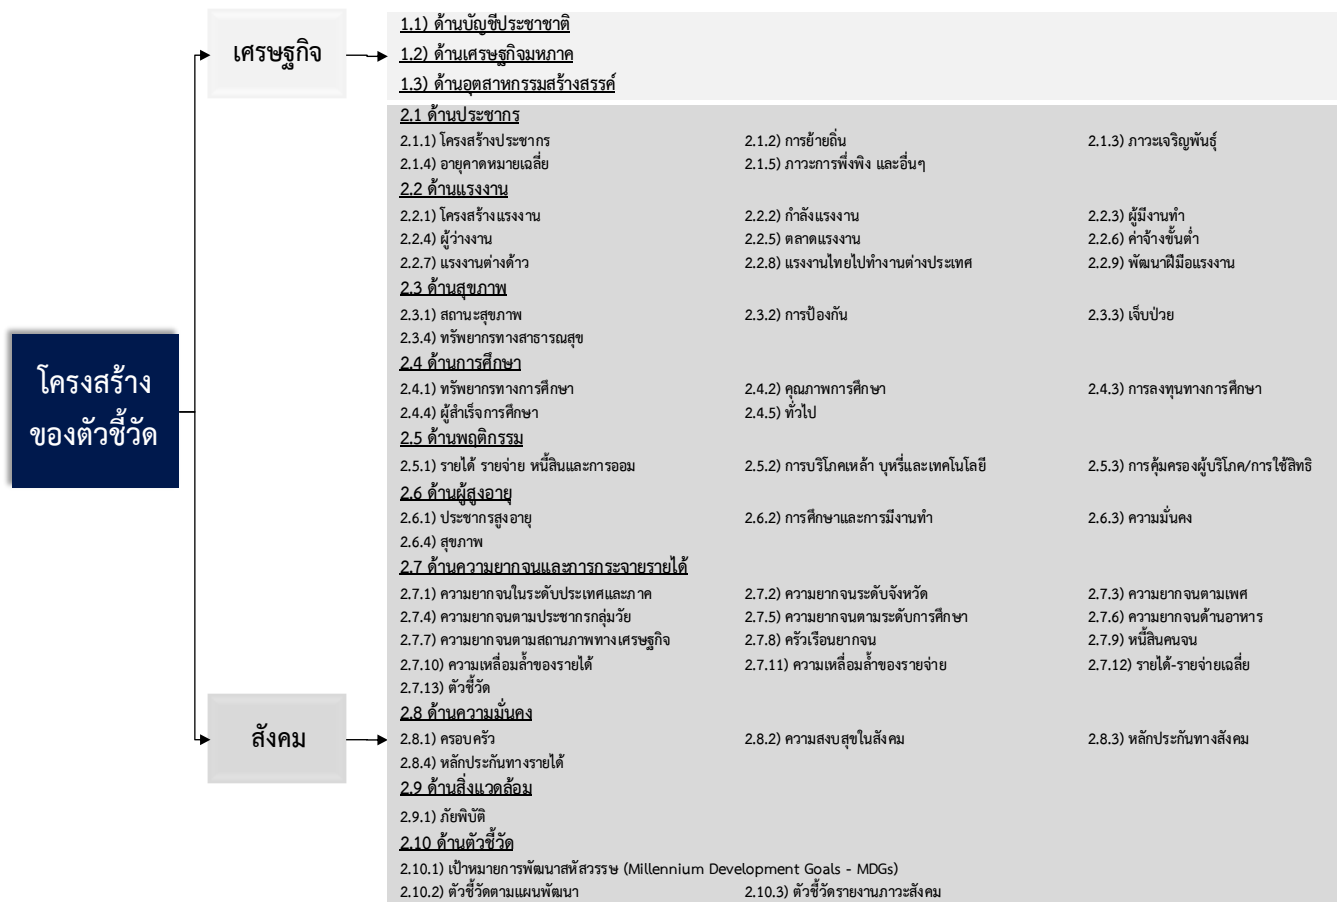 เศรษฐกิจ
1.1) ด้านบัญชีประชาชาติ
1.2) ด้านเศรษฐกิจมหภาค
1.3) ด้านอุตสาหกรรมสร้างสรรค์
โครงสร้าง
ของตัวชี้วัด
สังคม
2.1 ด้านประชากร
2.1.1) โครงสร้างประชากร 2.1.2) การย้ายถิ่น 2.1.3) ภาวะเจริญพันธุ์
2.1.4) อายุคาดหมายเฉลี่ย 2.1.5) ภาวะการพึ่งพิง และอื่นๆ
2.2 ด้านแรงงาน
2.2.1) โครงสร้างแรงงาน 2.2.2) กำลังแรงงาน 2.2.3) ผู้มีงานทำ
2.2.4) ผู้ว่างงาน 2.2.5) ตลาดแรงงาน 2.2.6) ค่าจ้างขั้นต่ำ
2.2.7) แรงงานต่างด้าว 2.2.8) แรงงานไทยไปทำงานต่างประเทศ 2.2.9) พัฒนาฝีมือแรงงาน
2.3 ด้านสุขภาพ
2.3.1) สถานะสุขภาพ 2.3.2) การป้องกัน 2.3.3) เจ็บป่วย
2.3.4) ทรัพยากรทางสาธารณสุข
2.4 ด้านการศึกษา
2.4.1) ทรัพยากรทางการศึกษา 2.4.2) คุณภาพการศึกษา 2.4.3) การลงทุนทางการศึกษา
2.4.4) ผู้สำเร็จการศึกษา 2.4.5) ทั่วไป
2.5 ด้านพฤติกรรม
2.5.1) รายได้ รายจ่าย หนี้สินและการออม 2.5.2) การบริโภคเหล้า บุหรี่และเทคโนโลยี 2.5.3) การคุ้มครองผู้บริโภค/การใช้สิทธิ
2.6 ด้านผู้สูงอายุ
2.6.1) ประชากรสูงอายุ 2.6.2) การศึกษาและการมีงานทำ 2.6.3) ความมั่นคง
2.6.4) สุขภาพ
2.7 ด้านความยากจนและการกระจายรายได้
2.7.1) ความยากจนในระดับประเทศและภาค 2.7.2) ความยากจนระดับจังหวัด 2.7.3) ความยากจนตามเพศ
2.7.4) ความยากจนตามประชากรกลุ่มวัย 2.7.5) ความยากจนตามระดับการศึกษา 2.7.6) ความยากจนด้านอาหาร
2.7.7) ความยากจนตามสถานภาพทางเศรษฐกิจ 2.7.8) ครัวเรือนยากจน 2.7.9) หนี้สินคนจน
2.7.10) ความเหลื่อมล้ำของรายได้ 2.7.11) ความเหลื่อมล้ำของรายจ่าย 2.7.12) รายได้-รายจ่ายเฉลี่ย
2.7.13) ตัวชี้วัด
2.8 ด้านความมั่นคง
2.8.1) ครอบครัว 2.8.2) ความสงบสุขในสังคม 2.8.3) หลักประกันทางสังคม
2.8.4) หลักประกันทางรายได้
2.9 ด้านสิ่งแวดล้อม
2.9.1) ภัยพิบัติ
2.10 ด้านตัวชี้วัด
2.10.1) เป้าหมายการพัฒนาสหัสวรรษ (Millennium Development Goals - MDGs)
2.10.2) ตัวชี้วัดตามแผนพัฒนา 2.10.3) ตัวชี้วัดรายงานภาวะสังคม